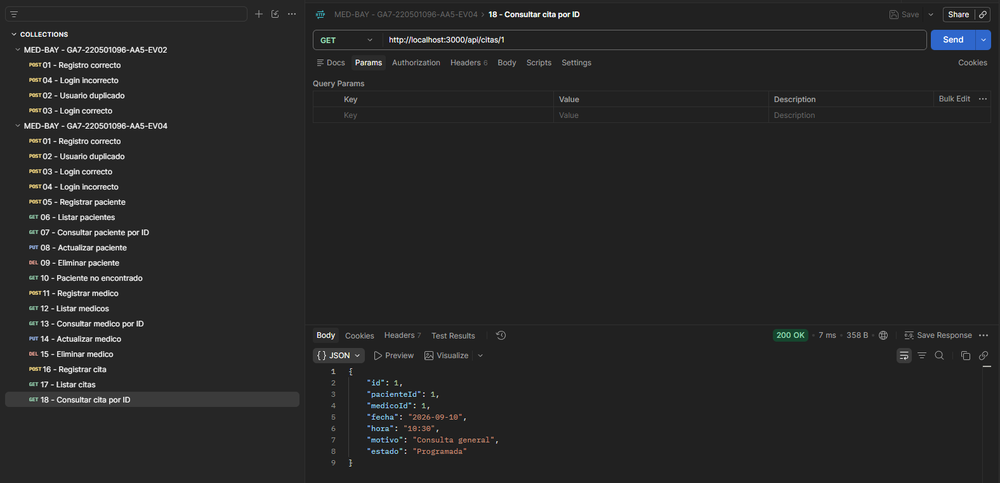 COLLECTIONS
MED-BAY - GA7-220501096-AA5-EV02
POST 01 - Registro correcto
POST 04 - Login incorrecto
POST 02 - Usuario duplicado
POST 03 - Login correcto
MED-BAY - GA7-220501096-AA5-EV04
POST 01 - Registro correcto
POST 02 - Usuario duplicado
POST 03 - Login correcto
POST 04 - Login incorrecto
POST 05 - Registrar paciente
GET 06 - Listar pacientes
GET 07 - Consultar paciente por ID
PUT 08 - Actualizar paciente
DEL 09 - Eliminar paciente
GET 10 - Paciente no encontrado
POST 11 - Registrar medico
GET 12 - Listar medicos
GET 13 - Consultar medico por ID
PUT 14 - Actualizar medico
DEL 15 - Eliminar medico
POST 16 - Registrar cita
GET 17 - Listar citas
GET 18 - Consultar cita por ID
HTTP MED-BAY - GA7-220501096-AA5-EV04 > 18 - Consultar cita por ID Save Share
GET http://localhost:3000/api/citas/1 Send
Docs Params Authorization Headers 6 Body Scripts Settings Cookies
Query Params
Key Value Description Bulk Edit
Key Value Description
Body Cookies Headers 7 Test Results 200 OK • 7 ms • 358 B e.g. Save Response
{} JSON Preview Visualize
1 {
2 "id": 1,
3 "pacienteId": 1,
4 "medicoId": 1,
5 "fecha": "2026-09-10",
6 "hora": "10:30",
7 "motivo": "Consulta general",
8 "estado": "Programada"
9 }